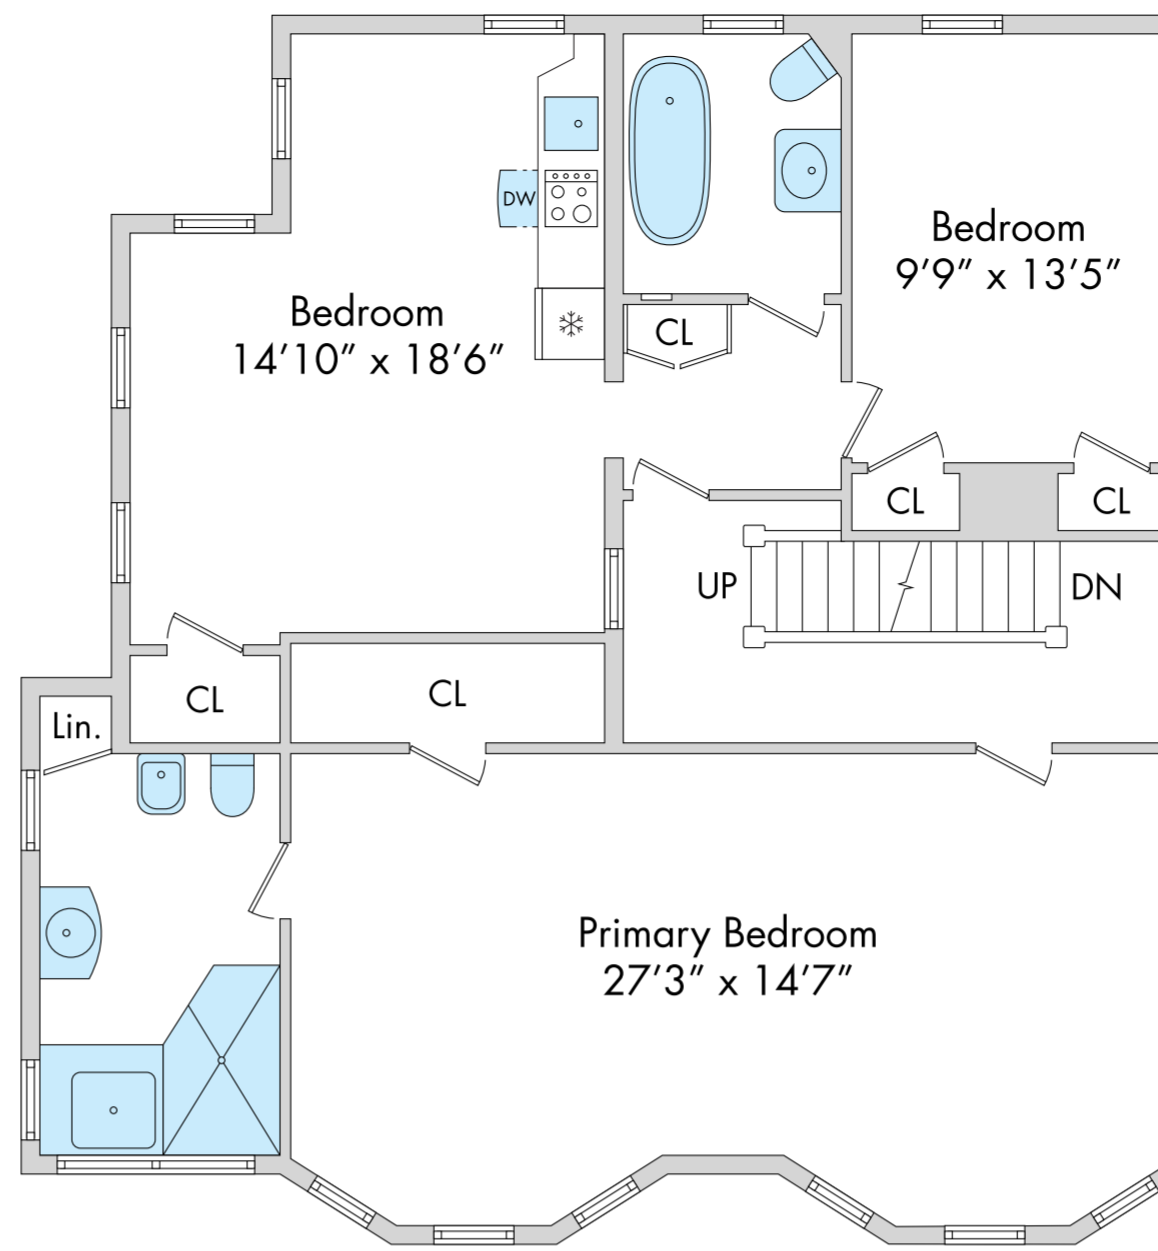 DW
Bedroom
9’9” x 13’5”
Bedroom
14’10” x 18’6”
CL
CL
CL
UP
DN
CL
CL
Lin.
Primary Bedroom
27’3” x 14’7”